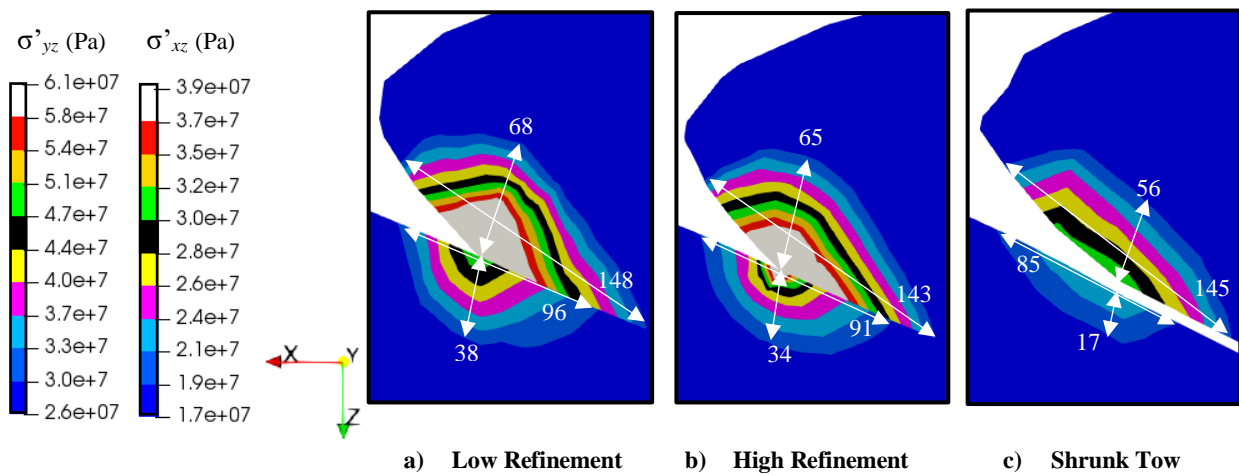 σ'yz (Pa)
σ'xz (Pa)
6.1e+07
5.8e+7
5.4e+7
5.1e+7
4.7e+7
4.4e+7
4.0e+7
3.7e+7
3.3e+7
3.0e+7
2.6e+07
3.9e+07
3.7e+7
3.5e+7
3.2e+7
3.0e+7
2.8e+7
2.6e+7
2.4e+7
2.1e+7
1.9e+7
1.7e+07
X
Y
Z
68
148
96
38
65
143
91
34
56
85
145
17
a) Low Refinement
b) High Refinement
c) Shrunk Tow